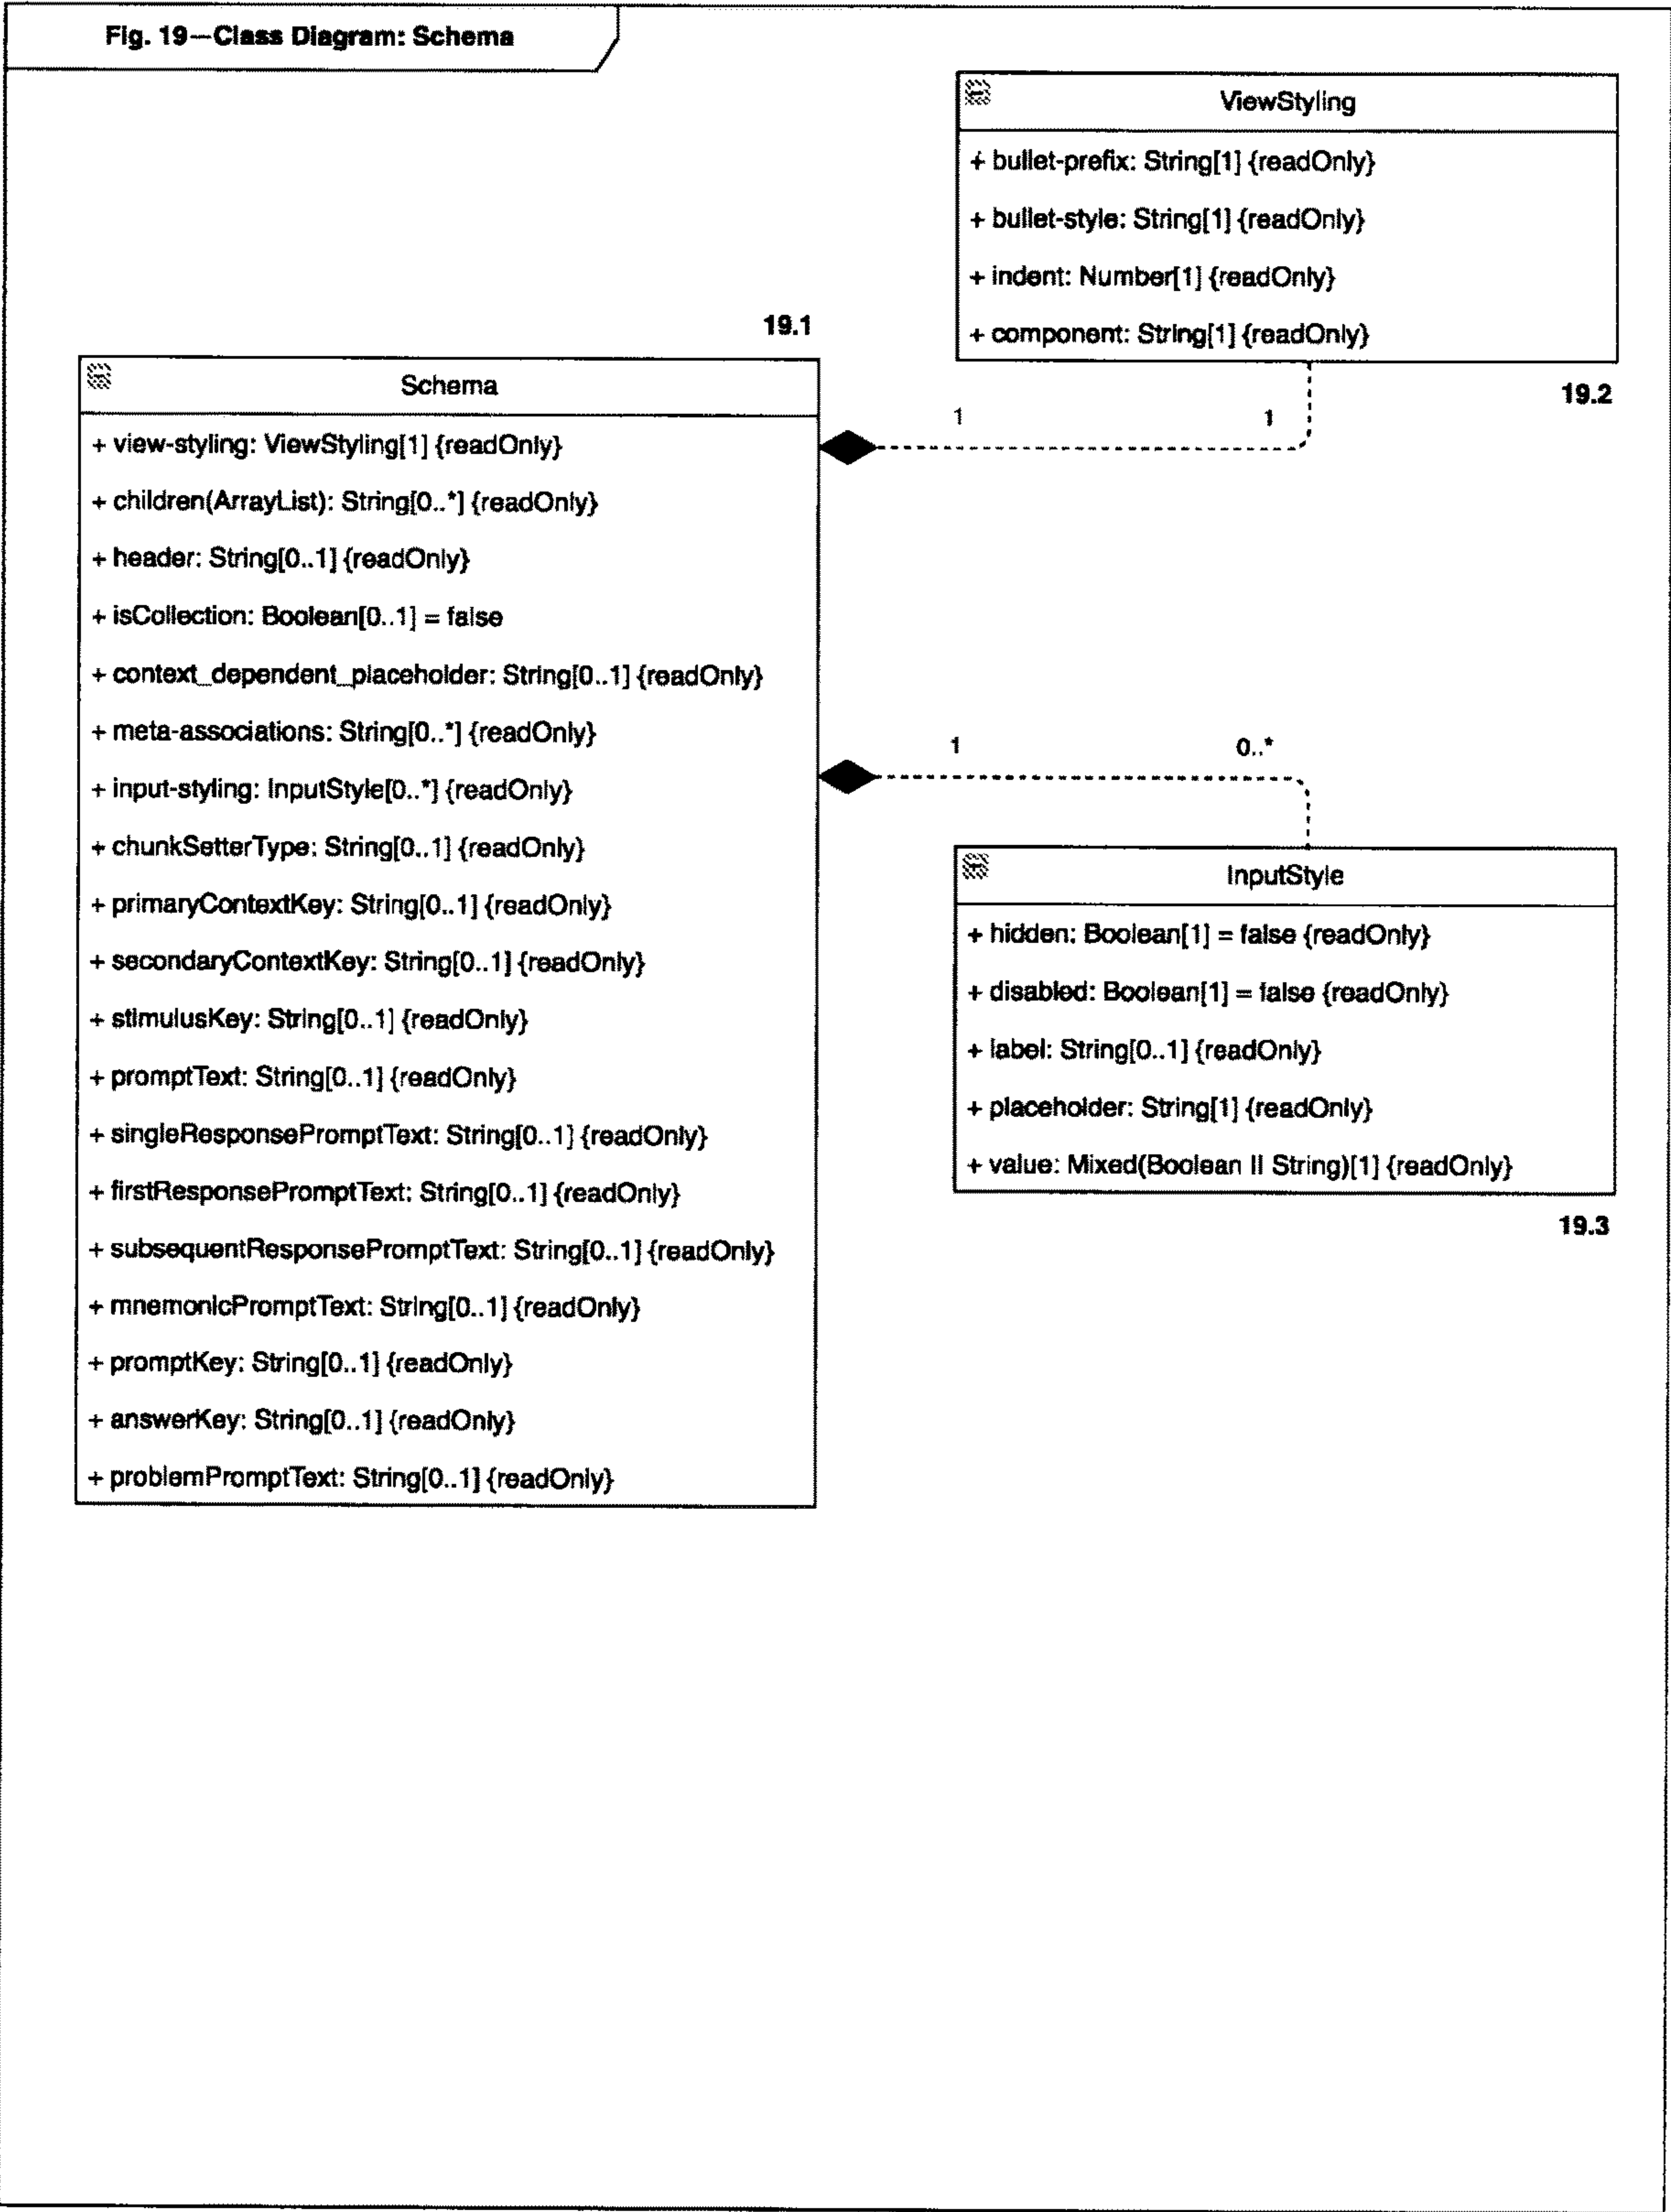 Fig. 19—Class Diagram: Schema
ViewStyling
+ bullet-prefix: String[1] {readOnly}
+ bullet-style: String[1] {readOnly}
+ indent: Number[1] {readOnly}
+ component: String[1] {readOnly}
19.2
19.1
Schema
+ view-styling: ViewStyling[1] {readOnly}
+ children(ArrayList): String[0..*] {readOnly}
+ header: String[0..1] {readOnly}
+ isCollection: Boolean[0..1] = false
+ context_dependent_placeholder: String[0..1] {readOnly}
+ meta-associations: String[0..*] {readOnly}
+ input-styling: InputStyle[0..*] {readOnly}
+ chunkSetterType: String[0..1] {readOnly}
+ primaryContextKey: String[0..1] {readOnly}
+ secondaryContextKey: String[0..1] {readOnly}
+ stimulusKey: String[0..1] {readOnly}
+ promptText: String[0..1] {readOnly}
+ singleResponsePromptText: String[0..1] {readOnly}
+ firstResponsePromptText: String[0..1] {readOnly}
+ subsequentResponsePromptText: String[0..1] {readOnly}
+ mnemonicPromptText: String[0..1] {readOnly}
+ promptKey: String[0..1] {readOnly}
+ answerKey: String[0..1] {readOnly}
+ problemPromptText: String[0..1] {readOnly}
1 1
1 0..*
InputStyle
+ hidden: Boolean[1] = false {readOnly}
+ disabled: Boolean[1] = false {readOnly}
+ label: String[0..1] {readOnly}
+ placeholder: String[1] {readOnly}
+ value: Mixed(Boolean || String)[1] {readOnly}
19.3